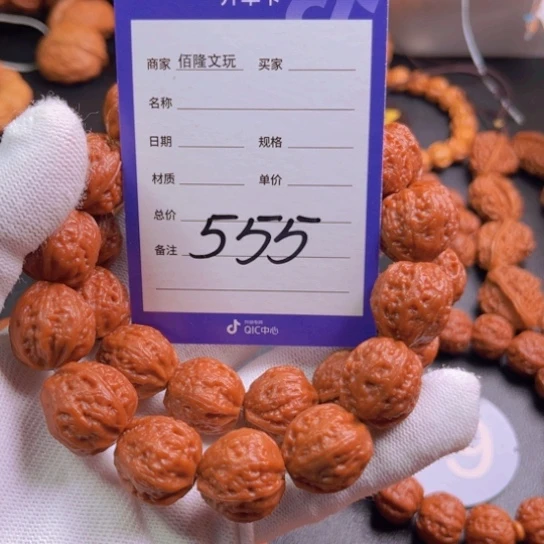 商家 佰隆文玩 买家
名称
日期 规格
材质 单价
总价
备注 555
QIC中心
9